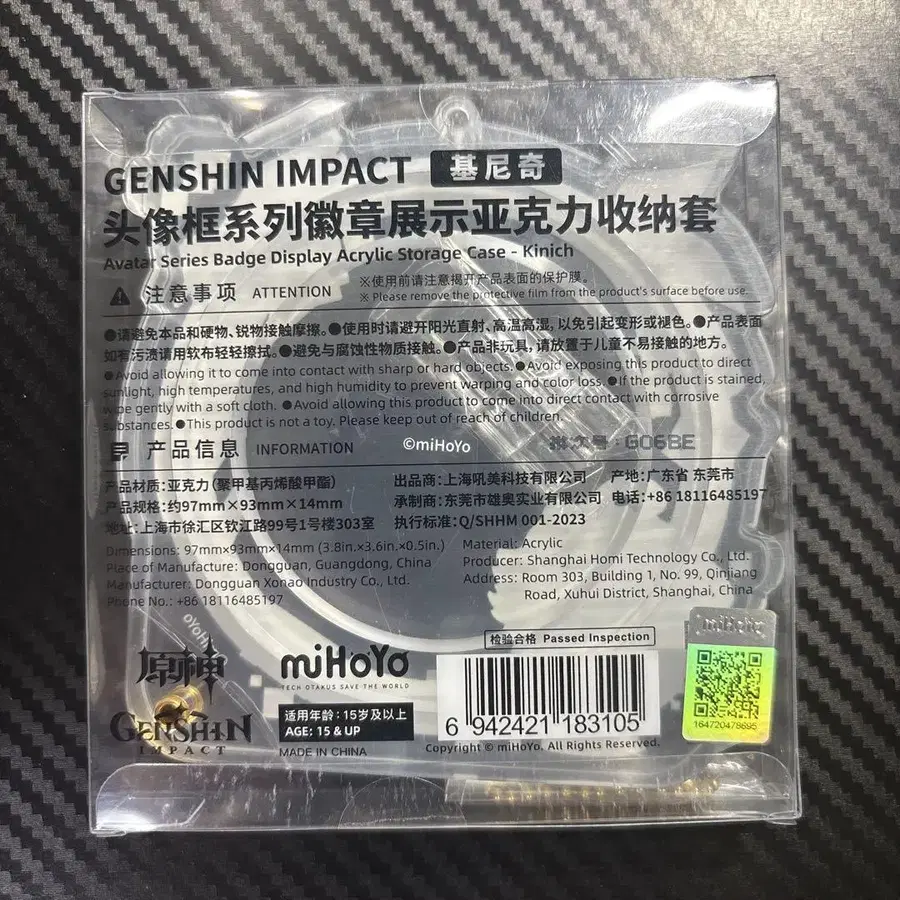 GENSHIN IMPACT 基尼奇
头像框系列徽章展示亚克力收纳套
Avatar Series Badge Display Acrylic Storage Case - Kinich
注意事项 ATTENTION
※使用前请注意揭开产品表面的保护膜。
※ Please remove the protective film from the product's surface before use.
●请避免本品和硬物、锐物接触摩擦。●使用时请避开阳光直射、高温高湿，以免引起变形或褪色。●产品表面
如有污渍请用软布轻轻擦拭。●避免与腐蚀性物质接触。●产品非玩具，请放置于儿童不易接触的地方。
●Avoid allowing it to come into contact with sharp or hard objects. ●Avoid exposing this product to direct
sunlight, high temperatures, and high humidity to prevent warping and color loss. ●If the product is stained,
wipe gently with a soft cloth. ●Avoid allowing this product to come into direct contact with corrosive
substances. ●This product is not a toy. Please keep out of reach of children.
产品信息 INFORMATION
©miHoYo
批次号：G06BE
产品材质：亚克力（聚甲基丙烯酸甲酯）
出品商：上海吼美科技有限公司
产地：广东省 东莞市
产品规格：约97mm×93mm×14mm
承制商：东莞市雄奥实业有限公司
电话：+86 18116485197
地址：上海市徐汇区钦江路99号1号楼303室
执行标准：Q/SHHM 001-2023
Dimensions: 97mm×93mm×14mm (3.8in.×3.6in.×0.5in.)
Material: Acrylic
Place of Manufacture: Dongguan, Guangdong, China
Producer: Shanghai Homi Technology Co., Ltd.
Manufacturer: Dongguan Xonao Industry Co., Ltd.
Address: Room 303, Building 1, No. 99, Qinjiang
Phone No.: +86 18116485197
Road, Xuhui District, Shanghai, China
检验合格 Passed Inspection
miHoYo
原神
GENSHIN
IMPACT
miHoYo
TECH OTAKUS SAVE THE WORLD
适用年龄：15岁及以上
AGE: 15 & UP
MADE IN CHINA
6 942421 183105
Copyright © miHoYo. All Rights Reserved.
164720478695